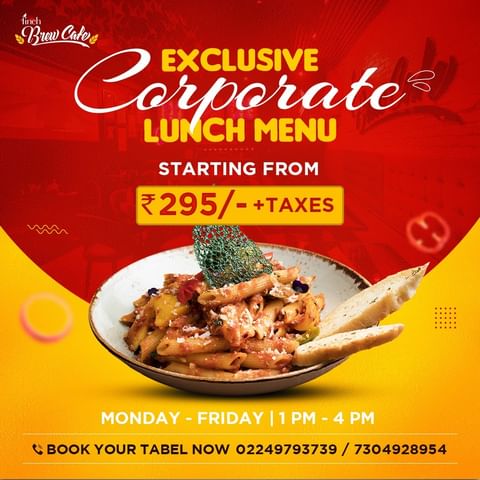 finch
Brew Cafe
EXCLUSIVE
Corporate
LUNCH MENU
STARTING FROM
₹295/- +TAXES
MONDAY - FRIDAY | 1 PM - 4 PM
BOOK YOUR TABEL NOW 02249793739 / 7304928954